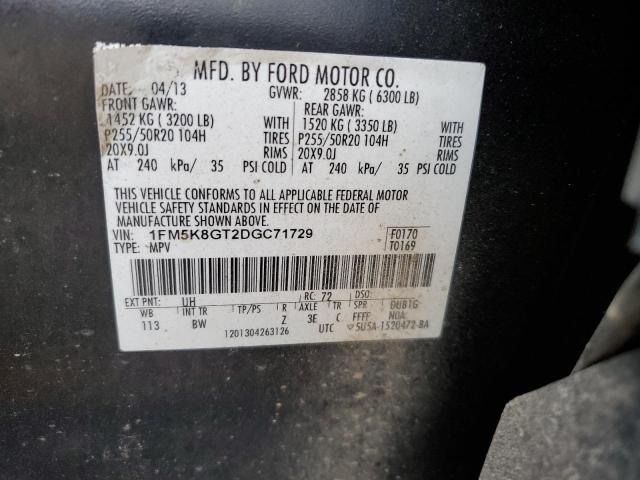 MFD. BY FORD MOTOR CO.
DATE: 04/13 GVWR: 2858 KG ( 6300 LB)
FRONT GAWR: REAR GAWR:
1452 KG ( 3200 LB) WITH 1520 KG ( 3350 LB) WITH
P255/50R20 104H TIRES P255/50R20 104H TIRES
20X9.0J RIMS 20X9.0J RIMS
AT 240 kPa/ 35 PSI COLD AT 240 kPa/ 35 PSI COLD
THIS VEHICLE CONFORMS TO ALL APPLICABLE FEDERAL MOTOR
VEHICLE SAFETY STANDARDS IN EFFECT ON THE DATE OF
MANUFACTURE SHOWN ABOVE.
VIN: 1FM5K8GT2DGC71729 F0170
TYPE: MPV T0169
EXT PNT: UH RC: 72 DSO:
WB INT TR TP/PS R AXLE TR SPR
113 BW Z 3E C FFFF NOA
1201304263126 UTC 5U5A-1520472-BA